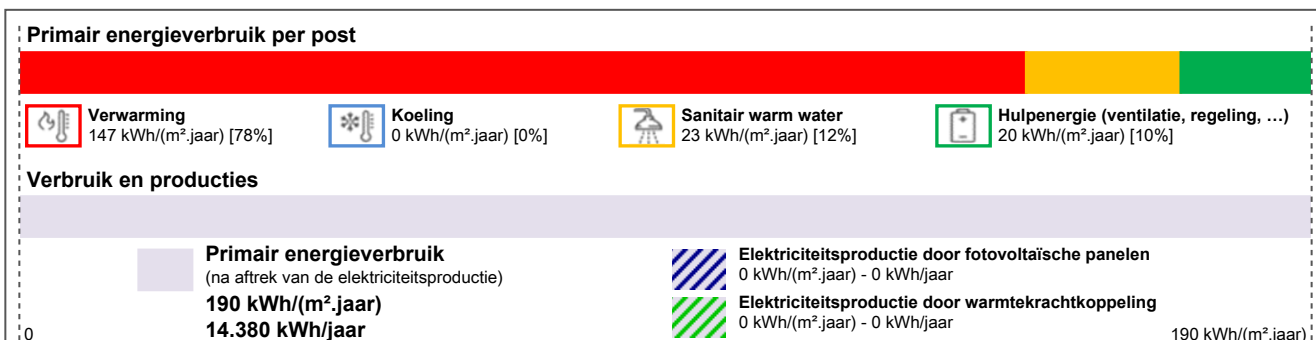 Primair energieverbruik per post
Verwarming
147 kWh/(m².jaar) [78%]
Koeling
0 kWh/(m².jaar) [0%]
Sanitair warm water
23 kWh/(m².jaar) [12%]
Hulpenergie (ventilatie, regeling, …)
20 kWh/(m².jaar) [10%]
Verbruik en producties
Primair energieverbruik
(na aftrek van de elektriciteitsproductie)
190 kWh/(m².jaar)
14.380 kWh/jaar
Elektriciteitsproductie door fotovoltaïsche panelen
0 kWh/(m².jaar) - 0 kWh/jaar
Elektriciteitsproductie door warmtekrachtkoppeling
0 kWh/(m².jaar) - 0 kWh/jaar
0
190 kWh/(m².jaar)